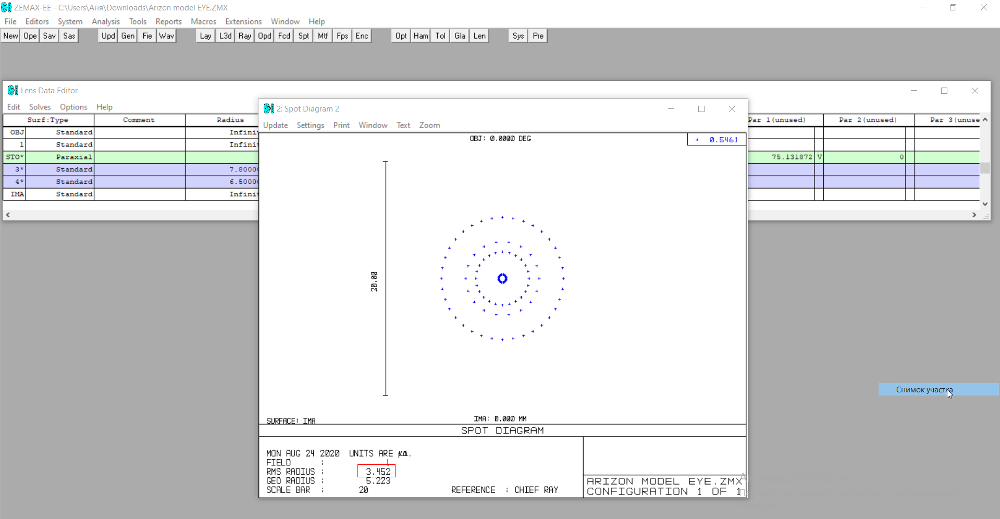 ZEMAX-EE - C:\Users\Аня\Downloads\Arizon model EYE.ZMX
File Editors System Analysis Tools Reports Macros Extensions Window Help
New Ope Sav Sas Upd Gen Fie Wav Lay L3d Ray Opd Fcd Spt Mtf Fps Enc Opt Ham Tol Gla Len Sys Pre
Lens Data Editor
Edit Solves Options Help
Surf:Type Comment Radius Par 1(unused) Par 2(unused) Par 3(unuse
OBJ Standard Infini
1 Standard Infini
STO* Paraxial 75.131872 V 0
3* Standard 7.8000
4* Standard 6.5000
IMA Standard Infini
2: Spot Diagram 2
Update Settings Print Window Text Zoom
OBJ: 0.0000 DEG
+ 0.5461
20.00
IMA: 0.000 MM
SURFACE: IMA
SPOT DIAGRAM
MON AUG 24 2020 UNITS ARE µm.
FIELD : 1
RMS RADIUS : 3.452
GEO RADIUS : 5.223
SCALE BAR : 20 REFERENCE : CHIEF RAY
ARIZON MODEL EYE.ZMX
CONFIGURATION 1 OF 1
Снимок участка